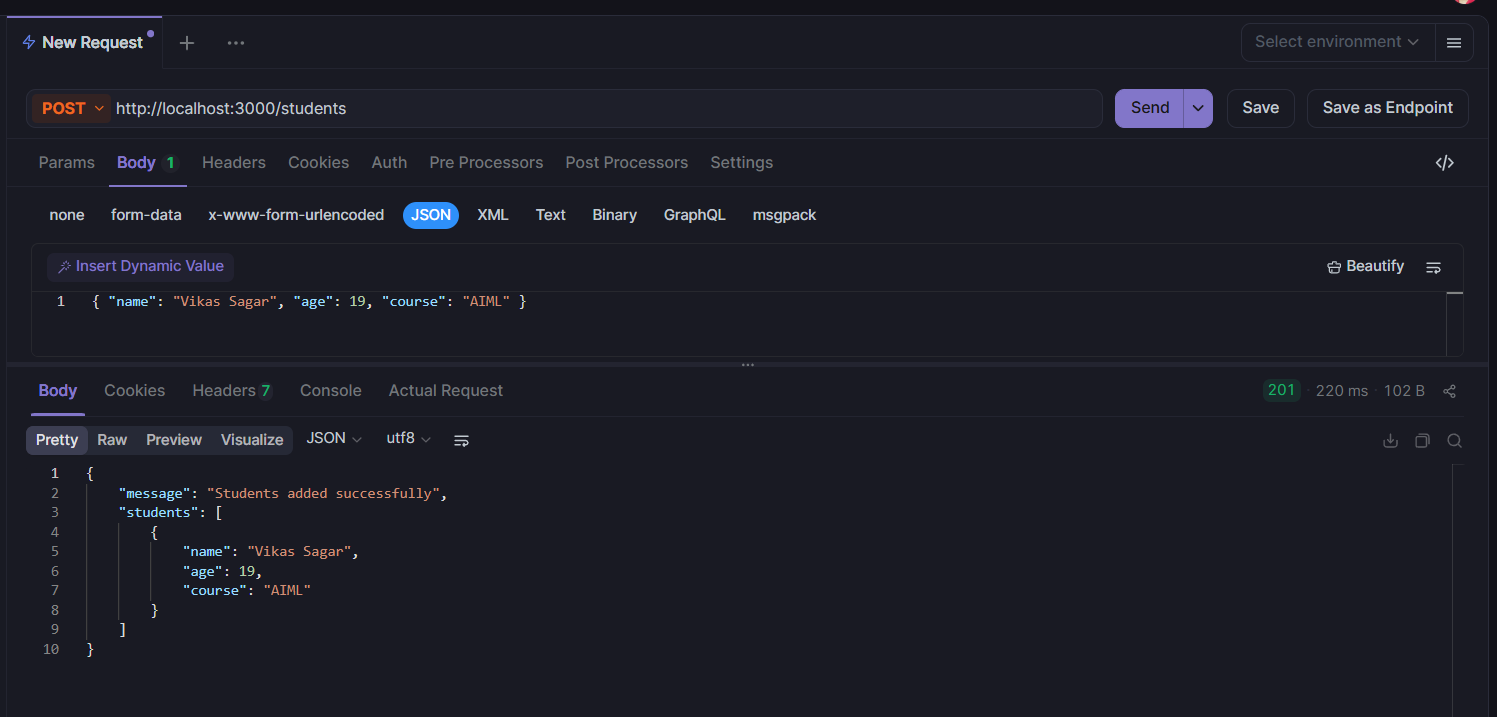 New Request
Select environment
POST http://localhost:3000/students Send Save Save as Endpoint
Params Body 1 Headers Cookies Auth Pre Processors Post Processors Settings
none form-data x-www-form-urlencoded JSON XML Text Binary GraphQL msgpack
Insert Dynamic Value Beautify
1 { "name": "Vikas Sagar", "age": 19, "course": "AIML" }
Body Cookies Headers 7 Console Actual Request 201 · 220 ms · 102 B
Pretty Raw Preview Visualize JSON utf8
1 {
2 "message": "Students added successfully",
3 "students": [
4 {
5 "name": "Vikas Sagar",
6 "age": 19,
7 "course": "AIML"
8 }
9 ]
10 }